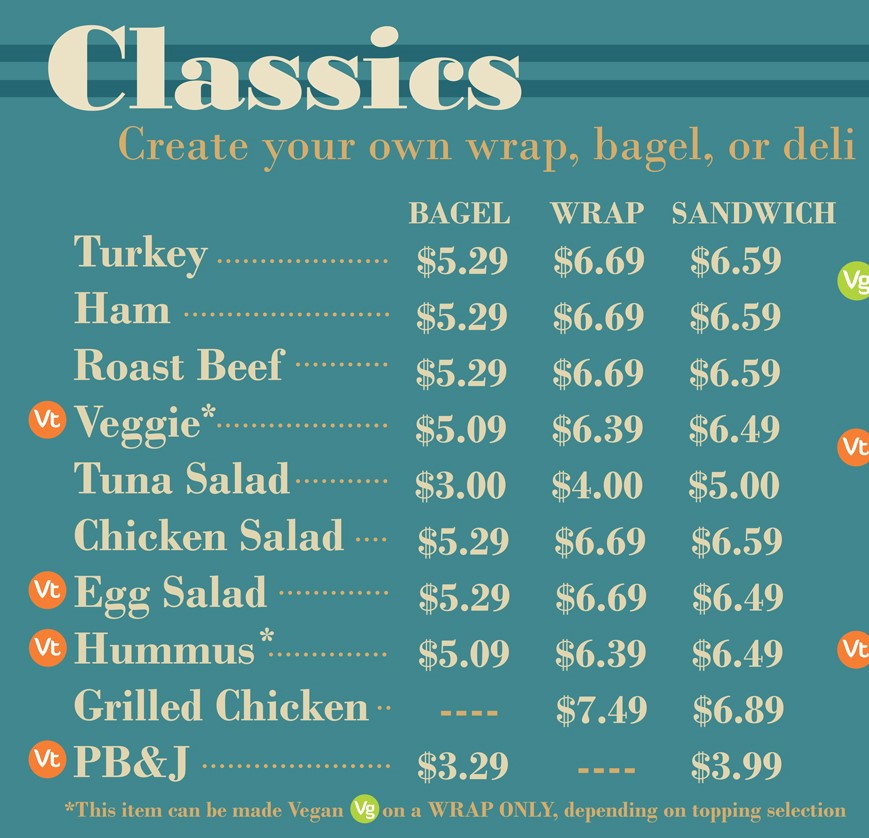 Classics
Create your own wrap, bagel, or deli
BAGEL WRAP SANDWICH
Turkey .................... $5.29 $6.69 $6.59
Vg
Ham ........................ $5.29 $6.69 $6.59
Roast Beef ........... $5.29 $6.69 $6.59
Vt Veggie*.................... $5.09 $6.39 $6.49
Vt
Tuna Salad........... $3.00 $4.00 $5.00
Chicken Salad .... $5.29 $6.69 $6.59
Vt Egg Salad ............. $5.29 $6.69 $6.49
Vt Hummus*.............. $5.09 $6.39 $6.49
Vt
Grilled Chicken .. ---- $7.49 $6.89
Vt PB&J ...................... $3.29 ---- $3.99
*This item can be made Vegan Vg on a WRAP ONLY, depending on topping selection